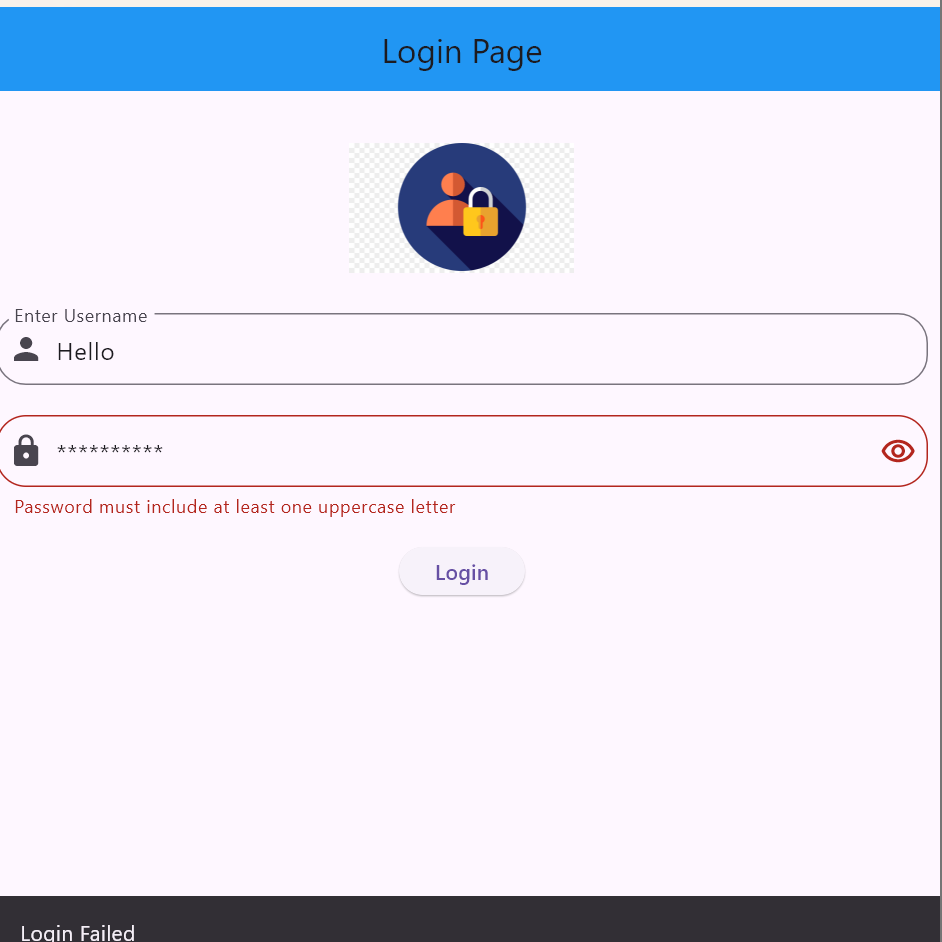 Login Page
Enter Username
Hello
**********
Password must include at least one uppercase letter
Login
Login Failed